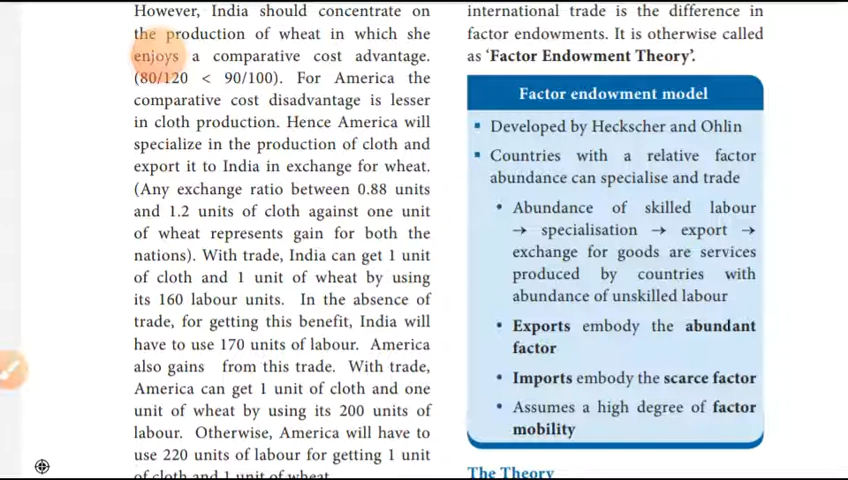 However, India should concentrate on
the production of wheat in which she
enjoys a comparative cost advantage.
(80/120 < 90/100). For America the
comparative cost disadvantage is lesser
in cloth production. Hence America will
specialize in the production of cloth and
export it to India in exchange for wheat.
(Any exchange ratio between 0.88 units
and 1.2 units of cloth against one unit
of wheat represents gain for both the
nations). With trade, India can get 1 unit
of cloth and 1 unit of wheat by using
its 160 labour units. In the absence of
trade, for getting this benefit, India will
have to use 170 units of labour. America
also gains from this trade. With trade,
America can get 1 unit of cloth and one
unit of wheat by using its 200 units of
labour. Otherwise, America will have to
use 220 units of labour for getting 1 unit
of cloth and 1 unit of wheat.
international trade is the difference in
factor endowments. It is otherwise called
as ‘Factor Endowment Theory’.
Factor endowment model
▪ Developed by Heckscher and Ohlin
▪ Countries with a relative factor
abundance can specialise and trade
• Abundance of skilled labour
→ specialisation → export →
exchange for goods are services
produced by countries with
abundance of unskilled labour
• Exports embody the abundant
factor
• Imports embody the scarce factor
• Assumes a high degree of factor
mobility
The Theory